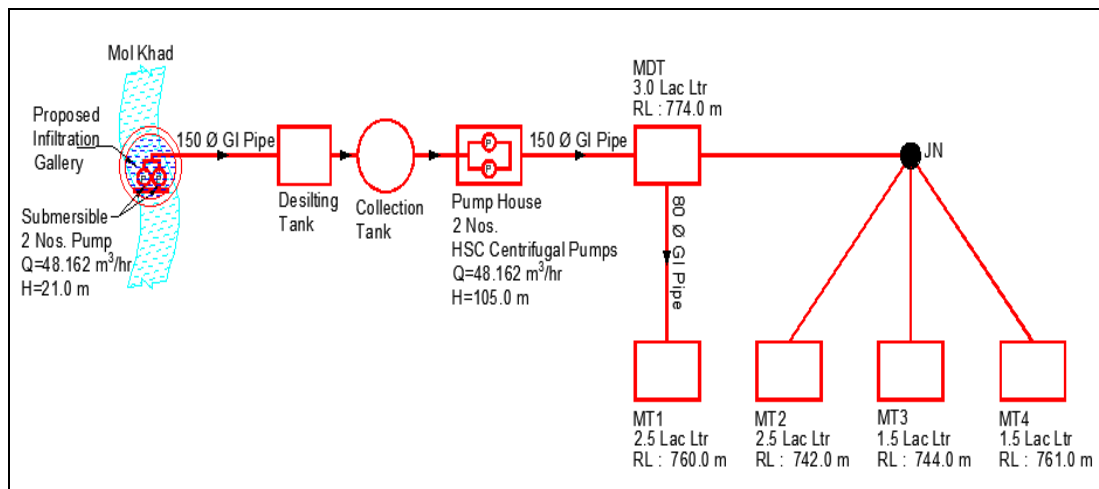 Mol Khad
Proposed
Infiltration
Gallery
Submersible
2 Nos. Pump
Q=48.162 m³/hr
H=21.0 m
150 Ø GI Pipe
P
P
Desilting
Tank
Collection
Tank
P
P
Pump House
2 Nos.
HSC Centrifugal Pumps
Q=48.162 m³/hr
H=105.0 m
150 Ø GI Pipe
MDT
3.0 Lac Ltr
RL : 774.0 m
80 Ø GI Pipe
JN
MT1
2.5 Lac Ltr
RL : 760.0 m
MT2
2.5 Lac Ltr
RL : 742.0 m
MT3
1.5 Lac Ltr
RL : 744.0 m
MT4
1.5 Lac Ltr
RL : 761.0 m